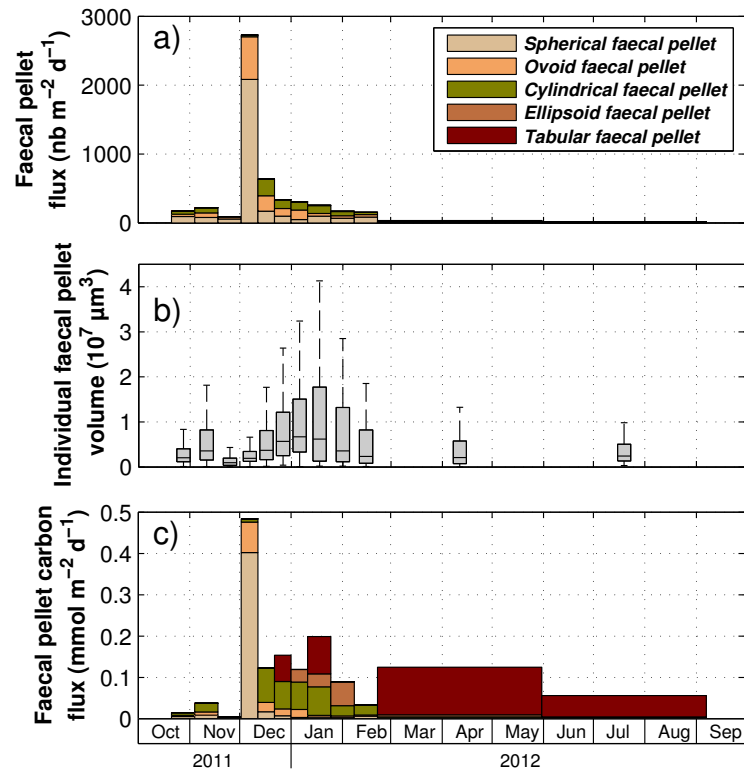 a)
Faecal pellet
flux (nb m⁻² d⁻¹)
3000
2000
1000
0
Spherical faecal pellet
Ovoid faecal pellet
Cylindrical faecal pellet
Ellipsoid faecal pellet
Tabular faecal pellet
b)
Individual faecal pellet
volume (10⁷ µm³)
4
3
2
1
0
c)
Faecal pellet carbon
flux (mmol m⁻² d⁻¹)
0.5
0.4
0.3
0.2
0.1
0
Oct Nov Dec Jan Feb Mar Apr May Jun Jul Aug Sep
2011 2012